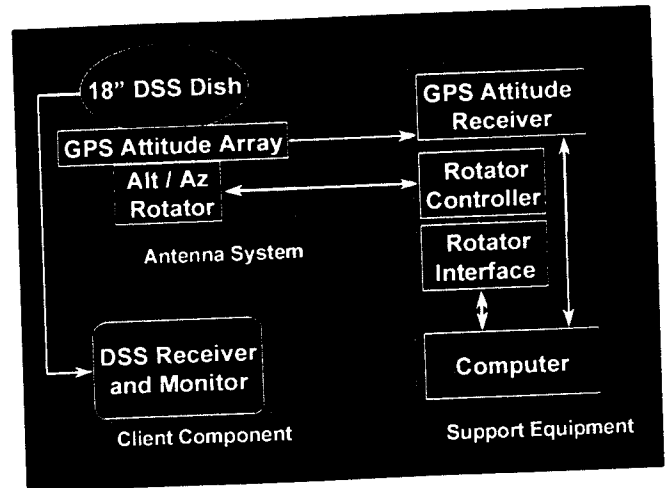 18” DSS Dish
GPS Attitude Array
Alt / Az
Rotator
Antenna System
GPS Attitude
Receiver
Rotator
Controller
Rotator
Interface
Computer
Support Equipment
DSS Receiver
and Monitor
Client Component